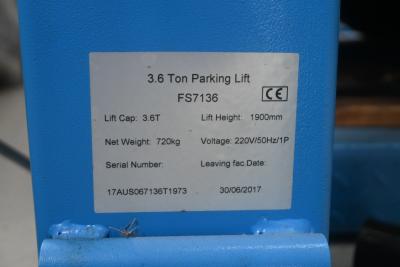 3.6 Ton Parking Lift
FS7136
CE
Lift Cap: 3.6T Lift Height: 1900mm
Net Weight: 720kg Voltage: 220V/50Hz/1P
Serial Number: Leaving fac Date:
17AUS067136T1973 30/06/2017